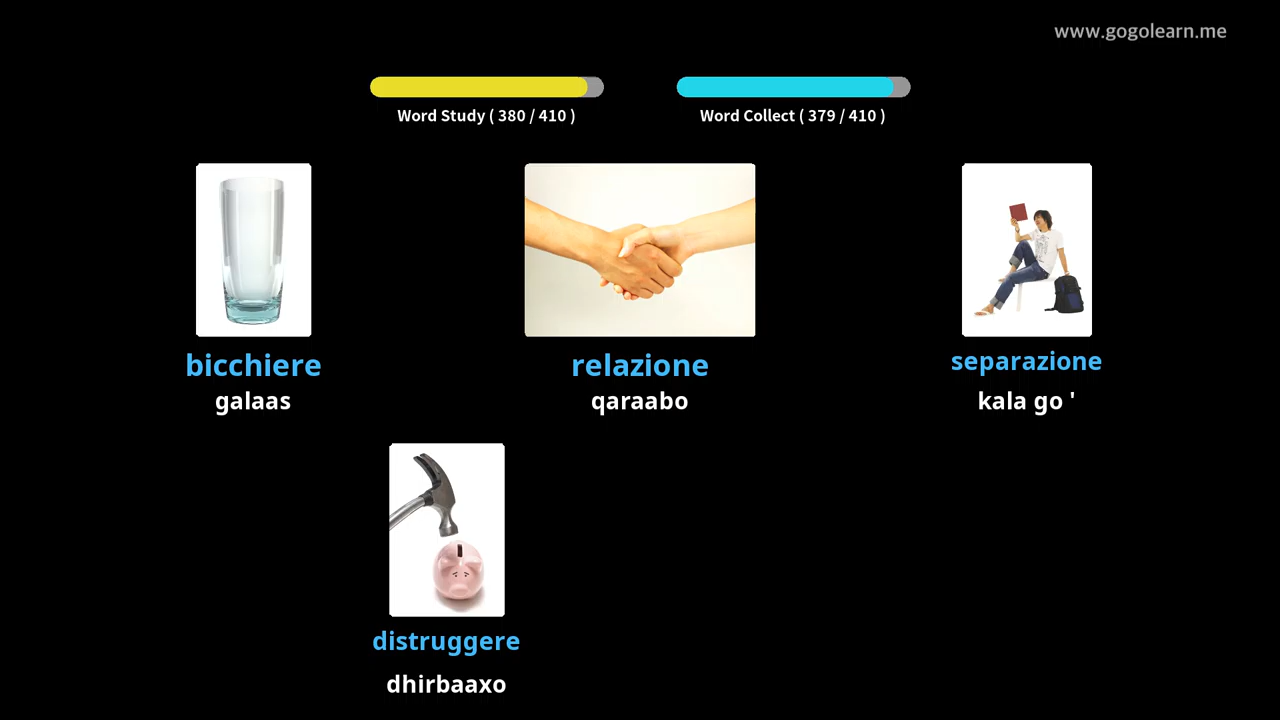 www.gogolearn.me
Word Study ( 380 / 410 )
Word Collect ( 379 / 410 )
bicchiere
galaas
relazione
qaraabo
separazione
kala go '
distruggere
dhirbaaxo